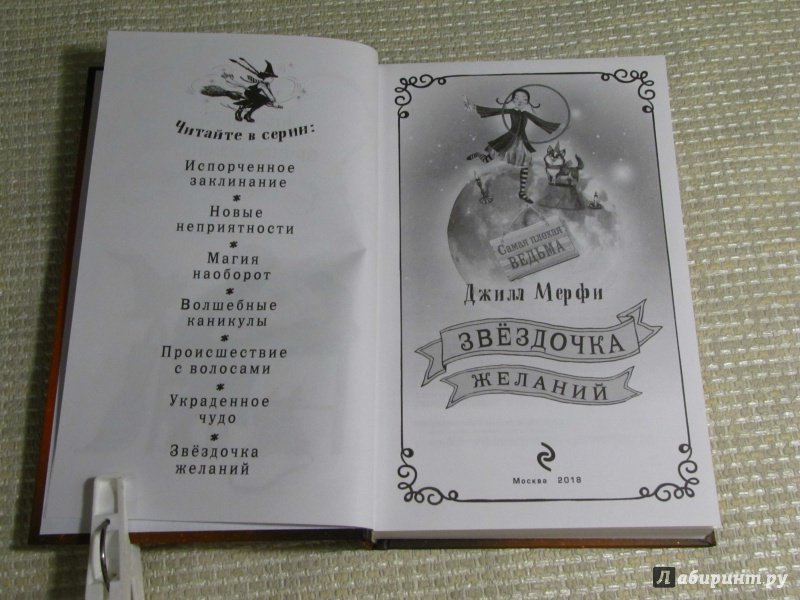 Читайте в серии:
Испорченное
заклинание
*
Новые
неприятности
*
Магия
наоборот
*
Волшебные
каникулы
*
Происшествие
с волосами
*
Украденное
чудо
*
Звёздочка
желаний
Самая плохая
ВЕДЬМА
Джилл Мерфи
ЗВЁЗДОЧКА
ЖЕЛАНИЙ
Москва 2018
Лабиринт.ру